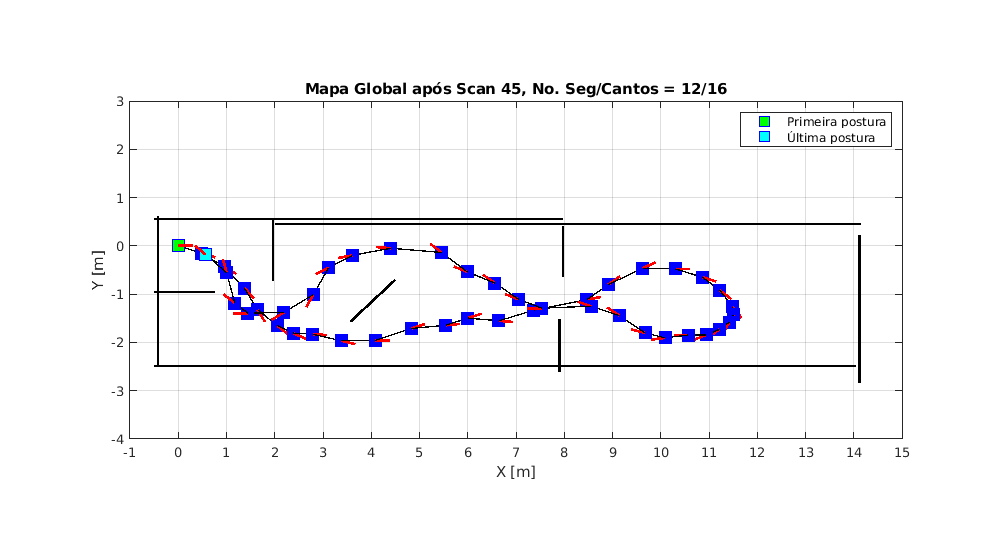 Mapa Global após Scan 45, No. Seg/Cantos = 12/16
Primeira postura
Última postura
3
2
1
0
-1
-2
-3
-4
Y [m]
-1 0 1 2 3 4 5 6 7 8 9 10 11 12 13 14 15
X [m]